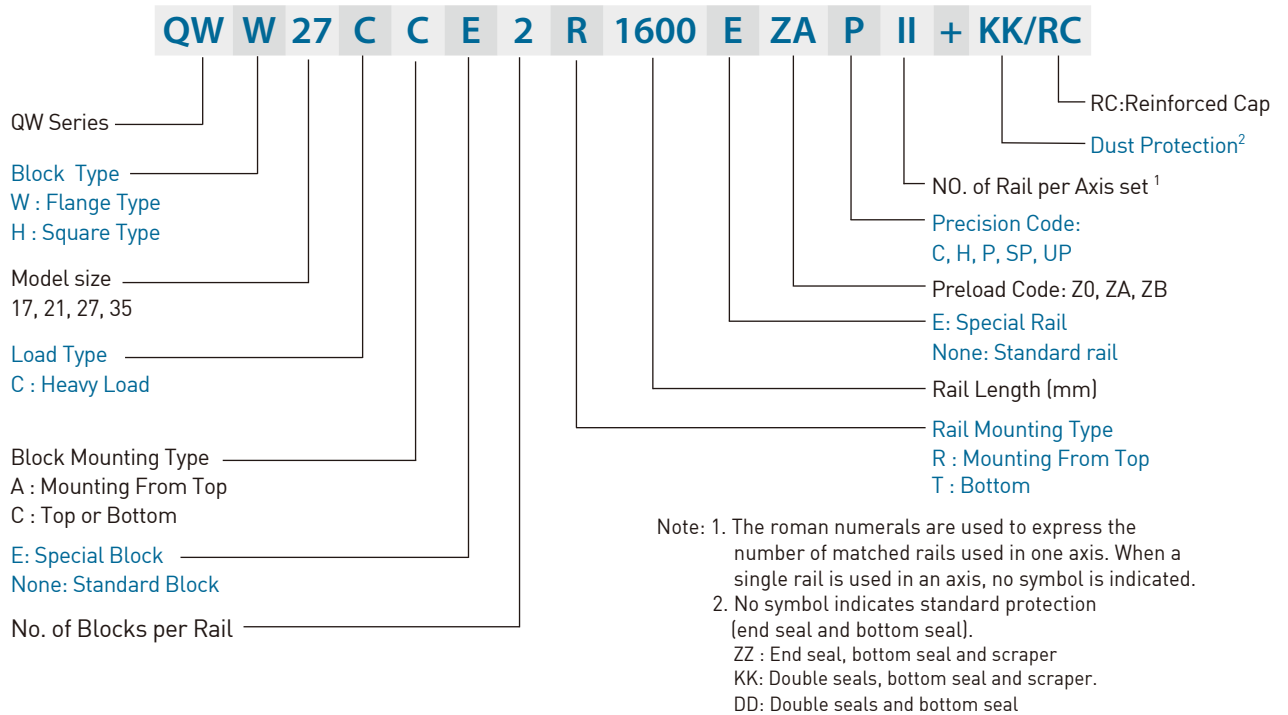 QW W 27 C C E 2 R 1600 E ZA P II + KK/RC
QW Series
Block Type
W : Flange Type
H : Square Type
Model size
17, 21, 27, 35
Load Type
C : Heavy Load
Block Mounting Type
A : Mounting From Top
C : Top or Bottom
E: Special Block
None: Standard Block
No. of Blocks per Rail
RC:Reinforced Cap
Dust Protection2
NO. of Rail per Axis set 1
Precision Code:
C, H, P, SP, UP
Preload Code: Z0, ZA, ZB
E: Special Rail
None: Standard rail
Rail Length (mm)
Rail Mounting Type
R : Mounting From Top
T : Bottom
Note: 1. The roman numerals are used to express the
number of matched rails used in one axis. When a
single rail is used in an axis, no symbol is indicated.
2. No symbol indicates standard protection
(end seal and bottom seal).
ZZ : End seal, bottom seal and scraper
KK: Double seals, bottom seal and scraper.
DD: Double seals and bottom seal